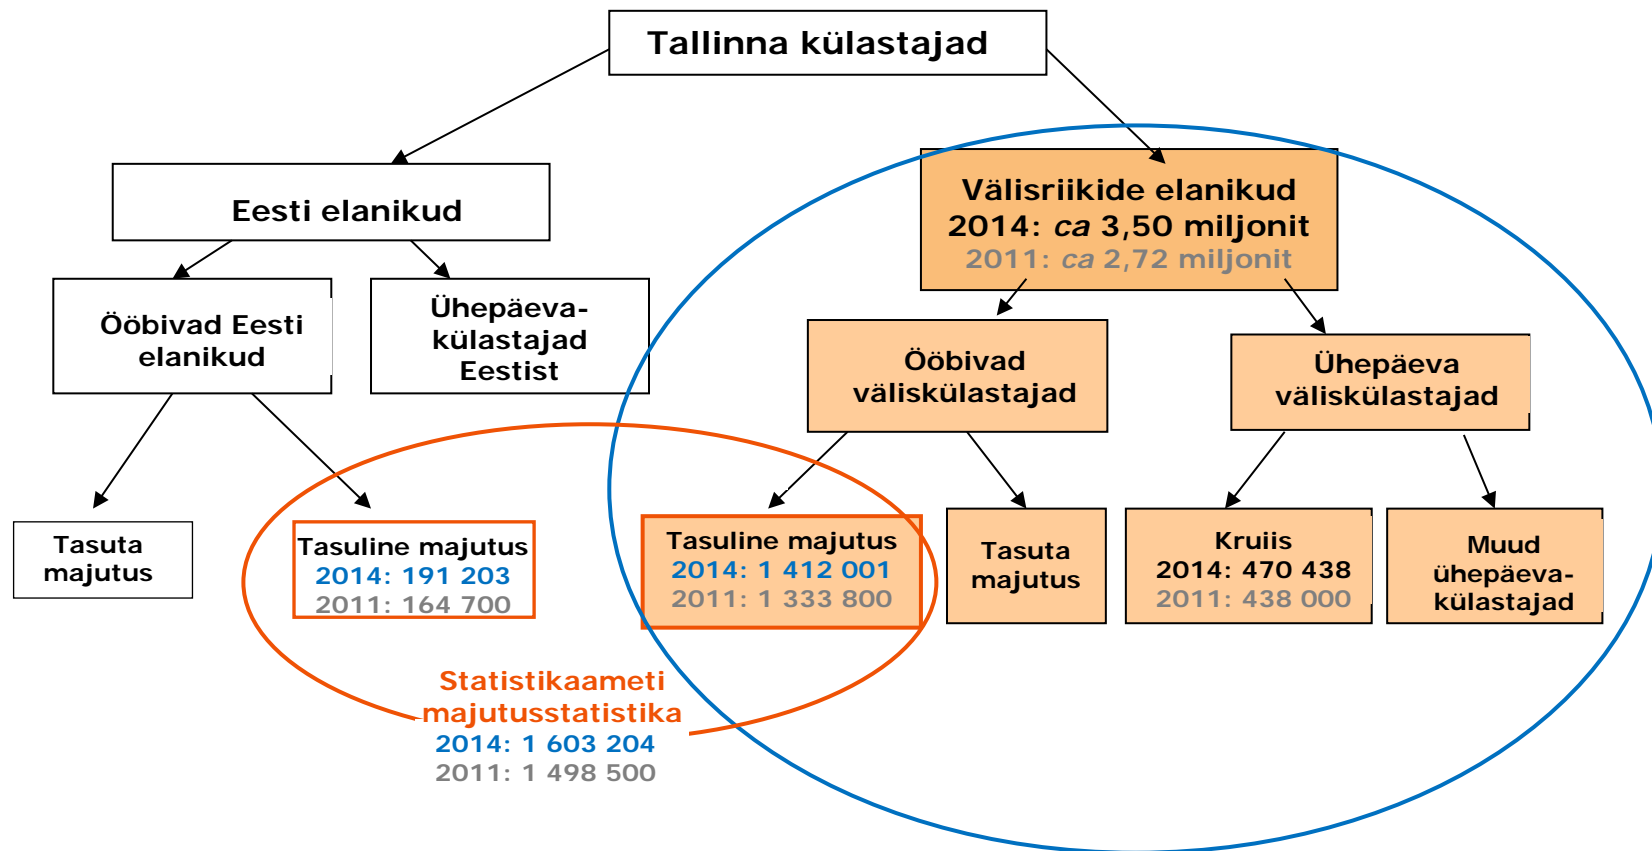 Tallinna külastajad
Eesti elanikud
Välisriikide elanikud
2014: ca 3,50 miljonit
2011: ca 2,72 miljonit
Ööbivad Eesti
elanikud
Ühepäeva-
külastajad
Eestist
Ööbivad
väliskülastajad
Ühepäeva
väliskülastajad
Tasuta
majutus
Tasuline majutus
2014: 191 203
2011: 164 700
Tasuline majutus
2014: 1 412 001
2011: 1 333 800
Tasuta
majutus
Kruiis
2014: 470 438
2011: 438 000
Muud
ühepäeva-
külastajad
Statistikaameti
majutusstatistika
2014: 1 603 204
2011: 1 498 500